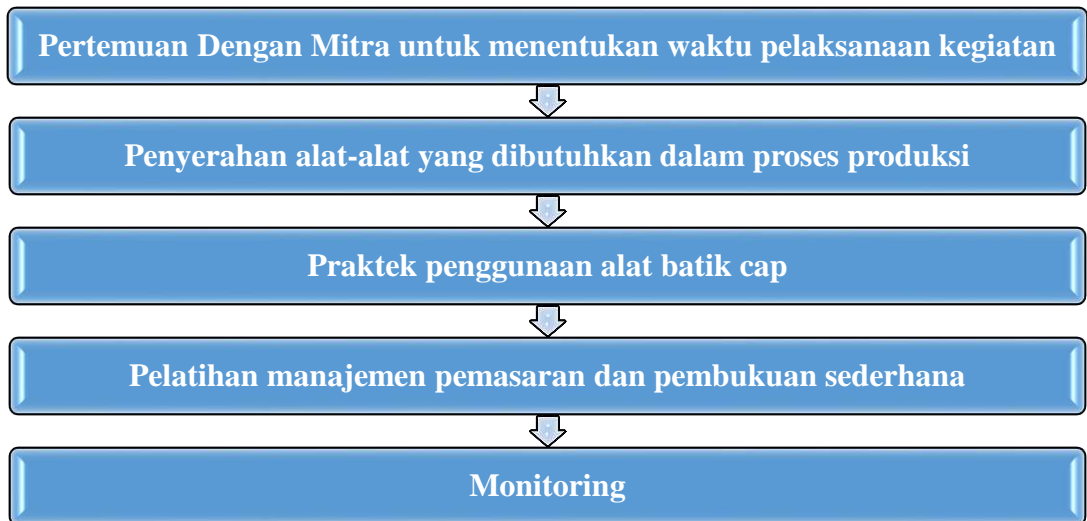 Pertemuan Dengan Mitra untuk menentukan waktu pelaksanaan kegiatan
Penyerahan alat-alat yang dibutuhkan dalam proses produksi
Praktek penggunaan alat batik cap
Pelatihan manajemen pemasaran dan pembukuan sederhana
Monitoring